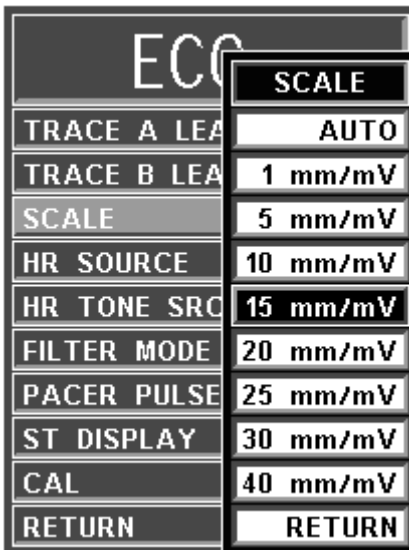 ECG
SCALE
TRACE A LEA
AUTO
TRACE B LEA
1 mm/mV
SCALE
5 mm/mV
HR SOURCE
10 mm/mV
HR TONE SRC
15 mm/mV
FILTER MODE
20 mm/mV
PACER PULSE
25 mm/mV
ST DISPLAY
30 mm/mV
CAL
40 mm/mV
RETURN
RETURN